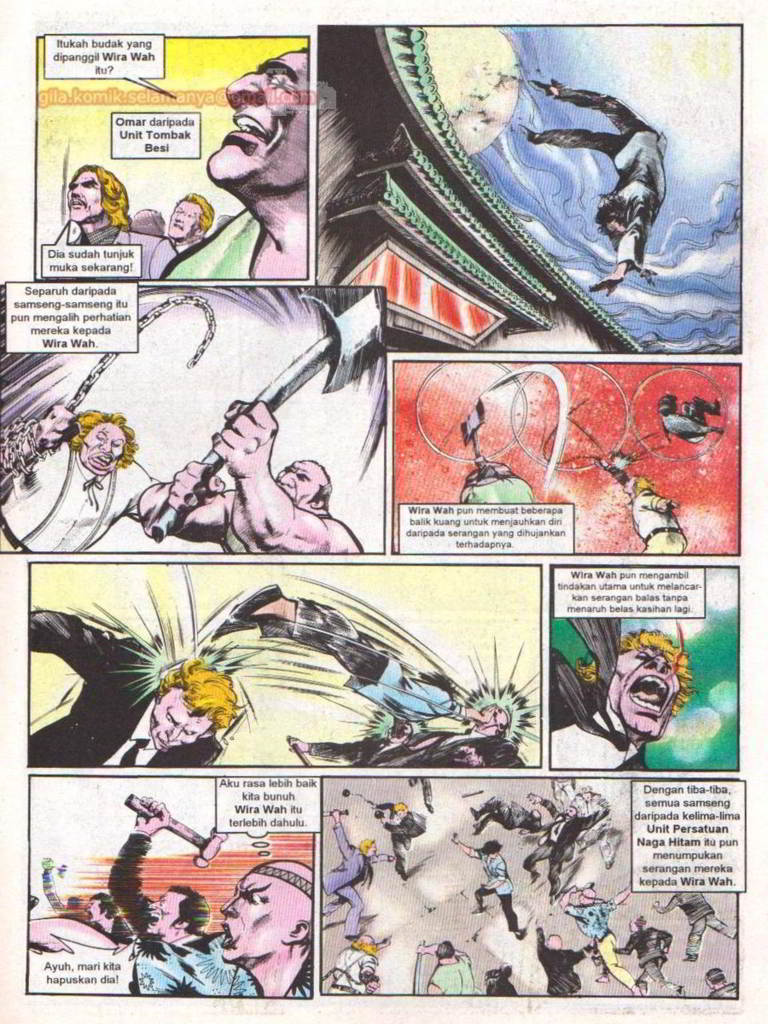 Itukah budak yang
dipanggil Wira Wah
itu?
gila.komik.selamanya@gmail.com
Omar daripada
Unit Tombak
Besi
Dia sudah tunjuk
muka sekarang!
Separuh daripada
samseng-samseng itu
pun mengalih perhatian
mereka kepada
Wira Wah.
Wira Wah pun membuat beberapa
balik kuang untuk menjauhkan diri
daripada serangan yang dihujankan
terhadapnya.
Wira Wah pun mengambil
tindakan utama untuk melancar-
kan serangan balas tanpa
menaruh belas kasihan lagi.
Aku rasa lebih baik
kita bunuh
Wira Wah itu
terlebih dahulu.
Ayuh, mari kita
hapuskan dia!
Dengan tiba-tiba,
semua samseng
daripada kelima-lima
Unit Persatuan
Naga Hitam itu pun
menumpukan
serangan mereka
kepada Wira Wah.